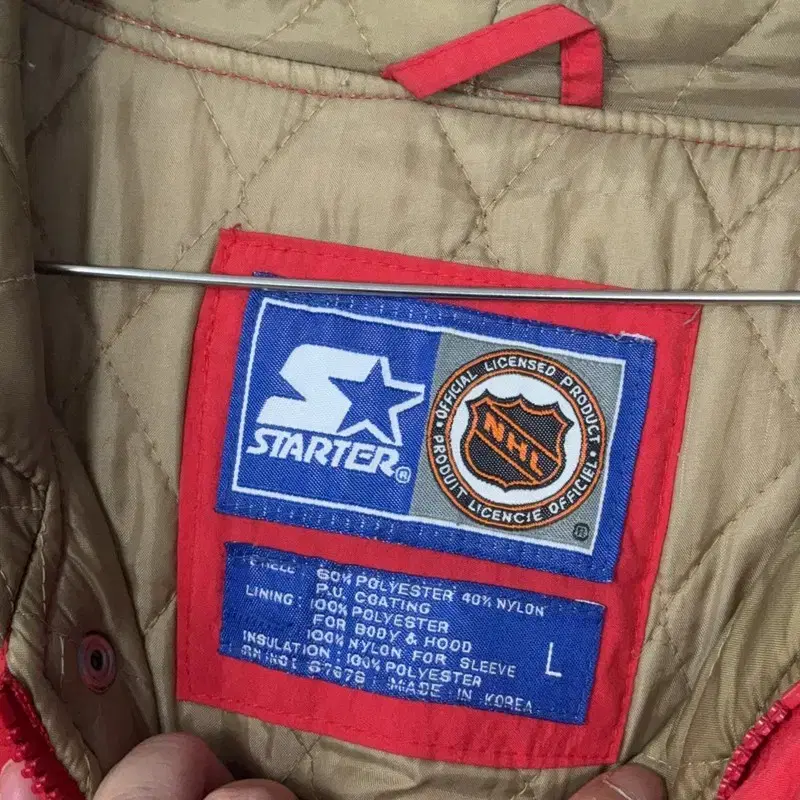 STARTER®
OFFICIAL LICENSED PRODUCT
NHL
PRODUIT LICENCIE OFFICIEL
60% POLYESTER 40% NYLON
P.U. COATING
LINING : 100% POLYESTER
FOR BODY & HOOD
100% NYLON FOR SLEEVE
L
INSULATION : 100% POLYESTER
MADE IN KOREA